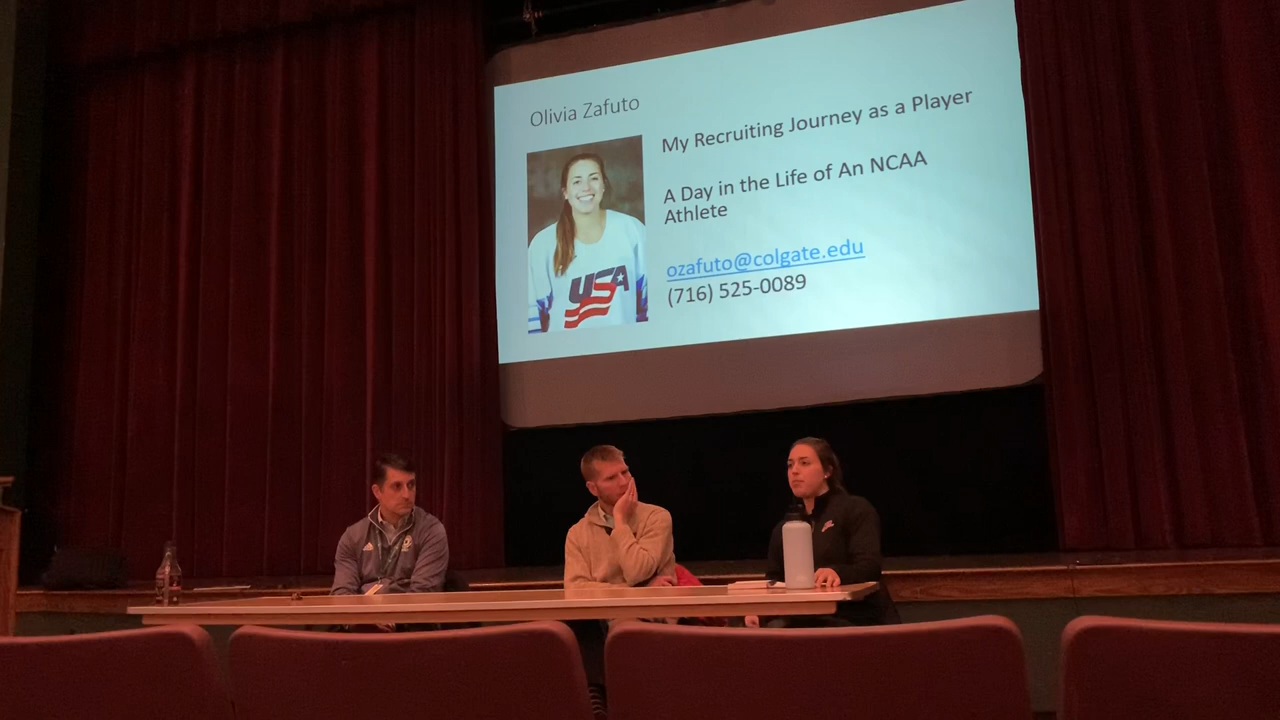 Olivia Zafuto
My Recruiting Journey as a Player
A Day in the Life of An NCAA
Athlete
ozafuto@colgate.edu
(716) 525-0089
USA